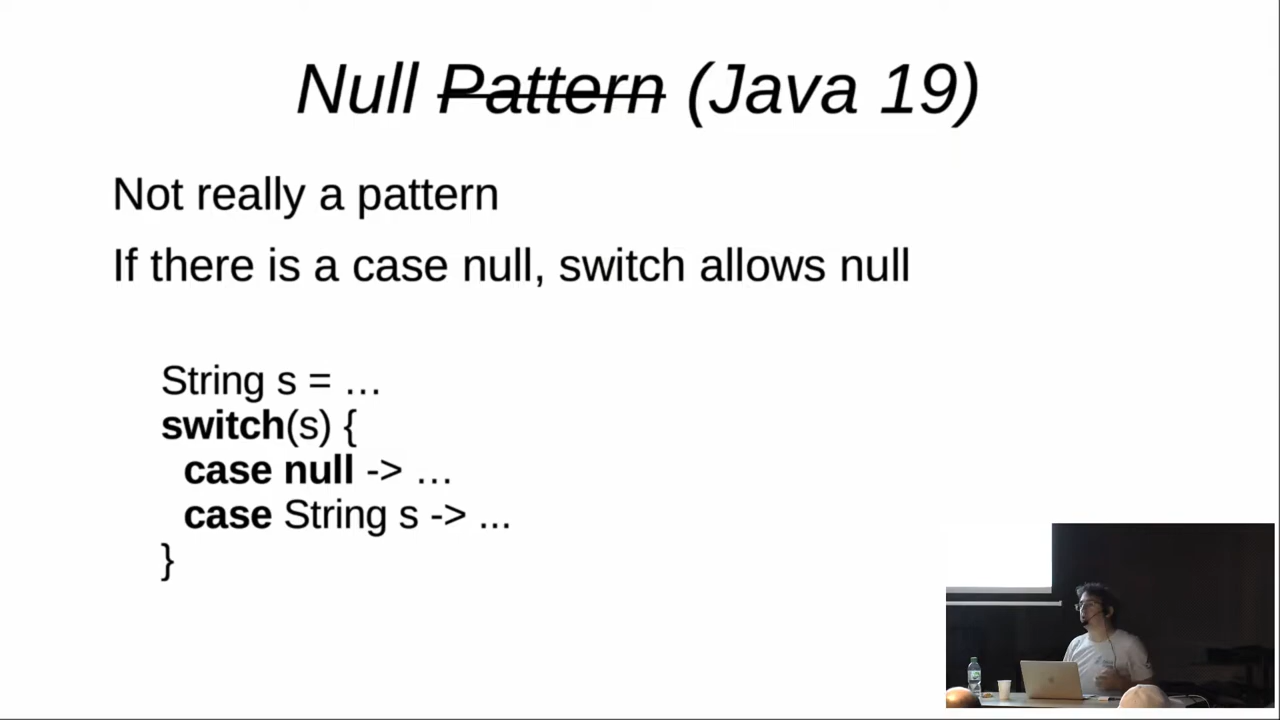 Null Pattern (Java 19)
Not really a pattern
If there is a case null, switch allows null
String s = …
switch(s) {
case null -> …
case String s -> ...
}